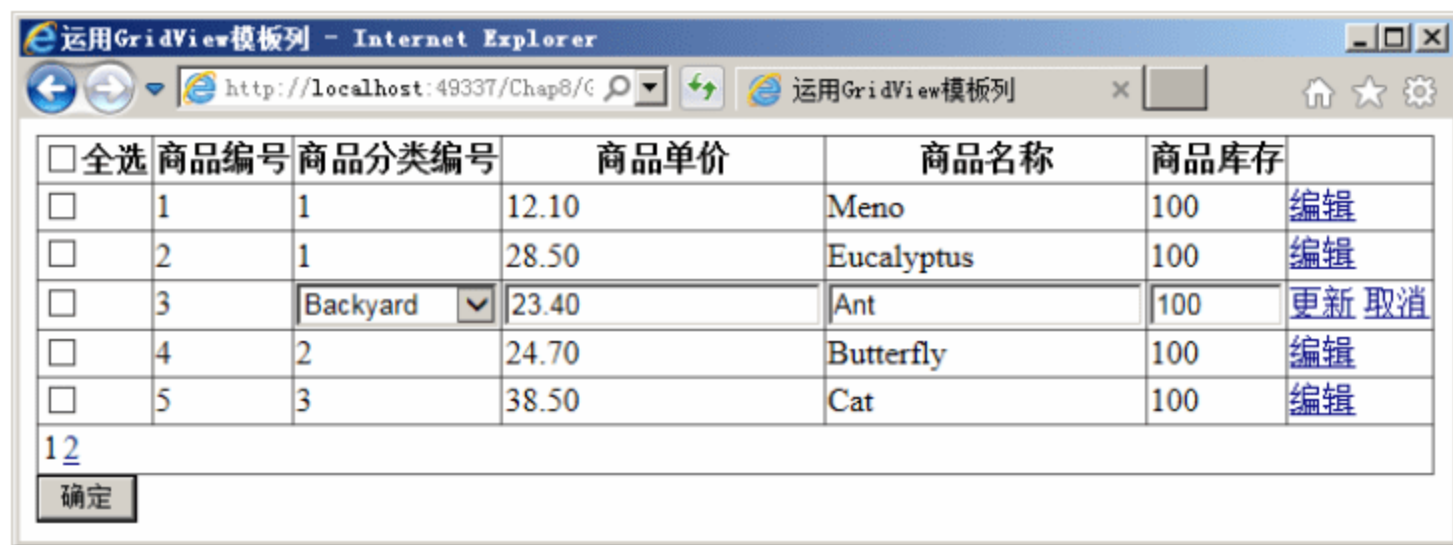 运用GridView模板列 - Internet Explorer
http://localhost:49337/Chap8/G 运用GridView模板列
全选 商品编号 商品分类编号 商品单价 商品名称 商品库存
1 1 12.10 Meno 100 编辑
2 1 28.50 Eucalyptus 100 编辑
3 Backyard 23.40 Ant 100 更新 取消
4 2 24.70 Butterfly 100 编辑
5 3 38.50 Cat 100 编辑
1 2
确定